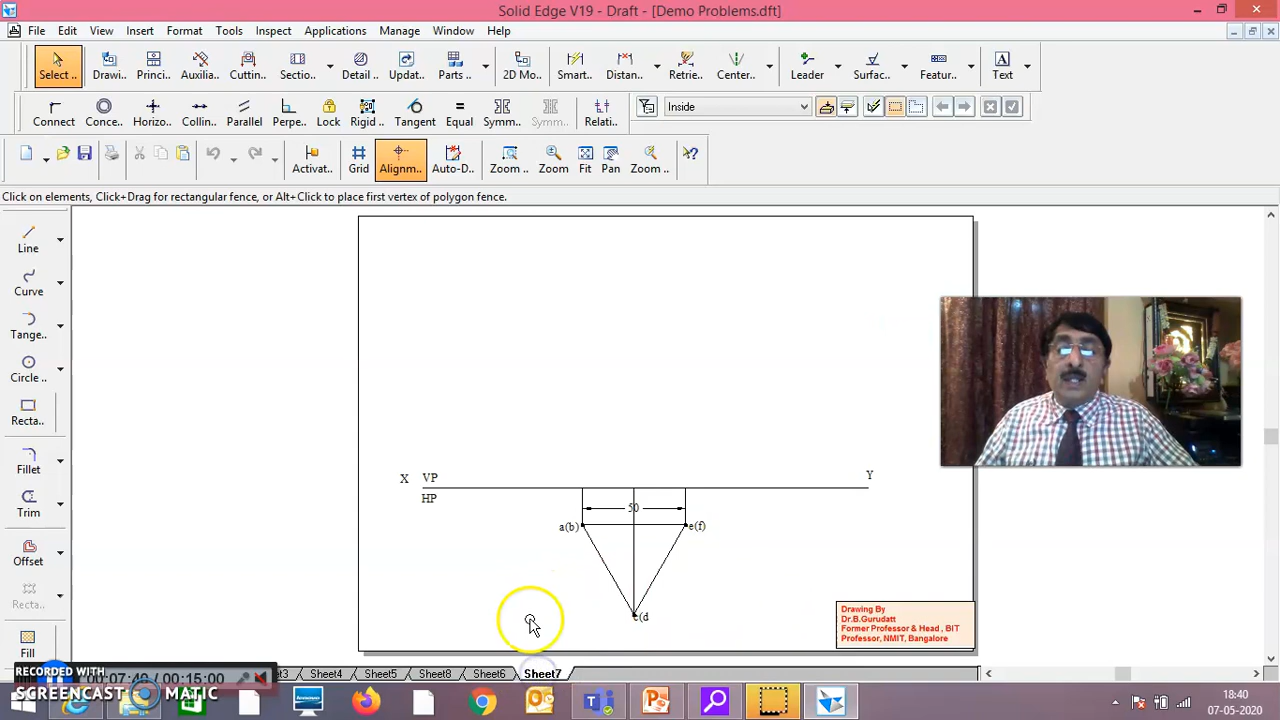 Solid Edge V19 - Draft - [Demo Problems.dft]
File Edit View Insert Format Tools Inspect Applications Manage Window Help
Select .. Drawi.. Princi.. Auxilia.. Cuttin.. Sectio.. Detail .. Updat.. Parts .. 2D Mo.. Smart.. Distan.. Retrie.. Center.. Leader Surfac.. Featur.. Text
Connect Conce.. Horizo.. Collin.. Parallel Perpe.. Lock Rigid .. Tangent Equal Symm.. Symm.. Relati.. Inside
Activat.. Grid Alignm.. Auto-D.. Zoom .. Zoom Fit Pan Zoom ..
Click on elements, Click+Drag for rectangular fence, or Alt+Click to place first vertex of polygon fence.
Line
Curve
Tange..
Circle ..
Recta..
Fillet
Trim
Offset
Recta..
Fill
X VP Y
HP
50
a(b) e(f)
c(d
Drawing By
Dr.B.Gurudatt
Former Professor & Head , BIT
Professor, NMIT, Bangalore
Sheet4 Sheet5 Sheet8 Sheet6 Sheet7
RECORDED WITH
SCREENCAST MATIC
00:15:00
18:40
07-05-2020